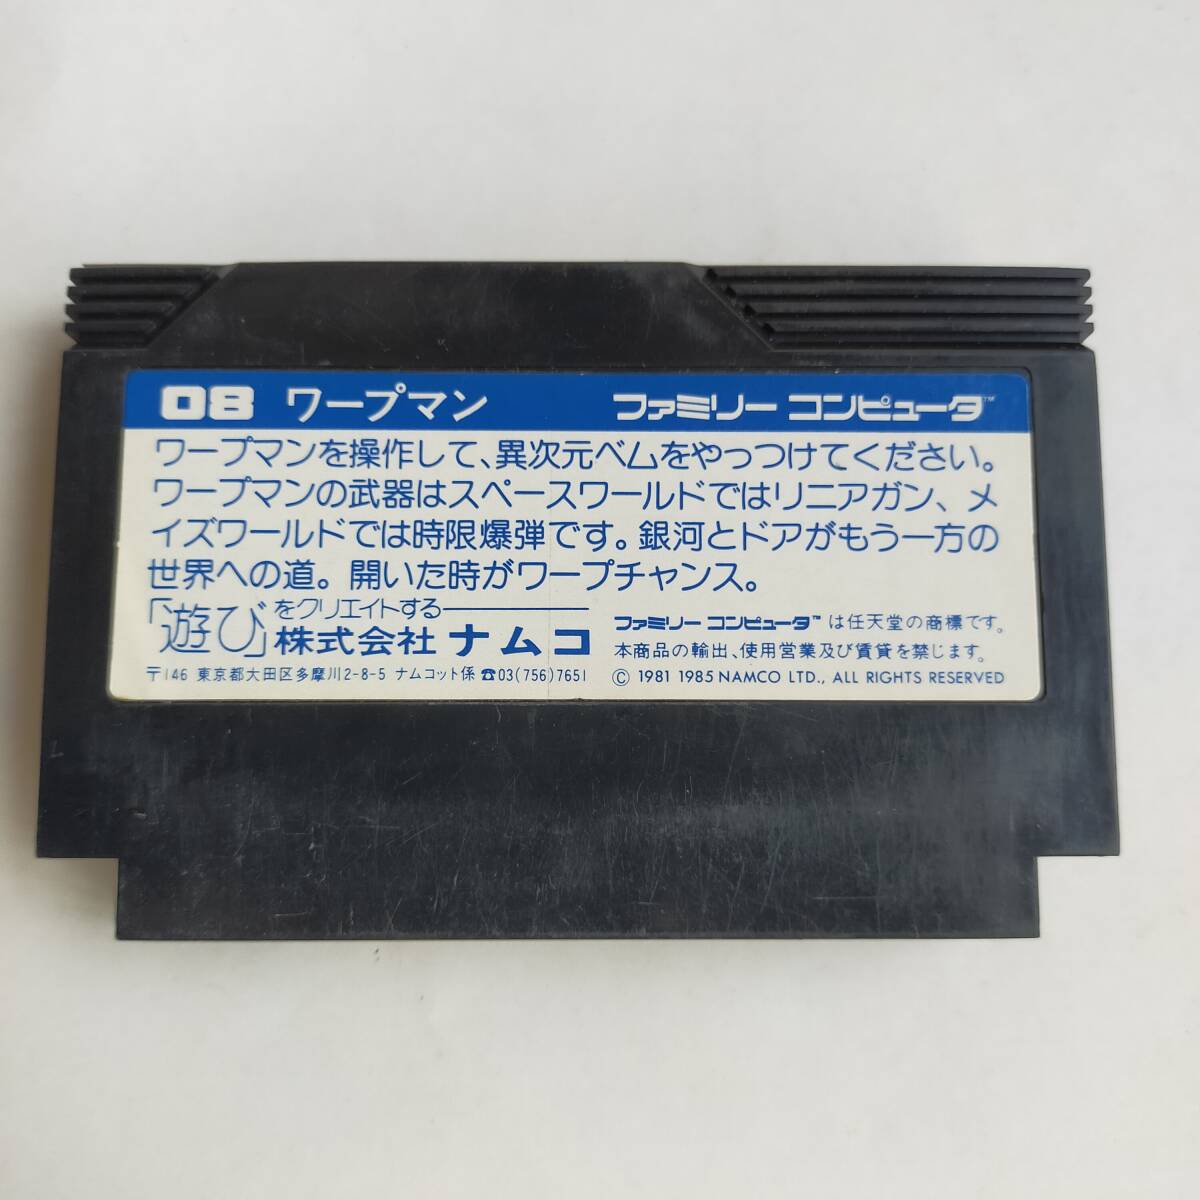 08 ワープマン ファミリー コンピュータ™
ワープマンを操作して、異次元ベムをやっつけてください。
ワープマンの武器はスペースワールドではリニアガン、メ
イズワールドでは時限爆弾です。銀河とドアがもう一方の
世界への道。開いた時がワープチャンス。
「遊び」をクリエイトする
株式会社 ナムコ
〒146 東京都大田区多摩川2-8-5 ナムコット係 ☎03(756)7651
ファミリー コンピュータ™ は任天堂の商標です。
本商品の輸出、使用営業及び賃貸を禁じます。
© 1981 1985 NAMCO LTD., ALL RIGHTS RESERVED